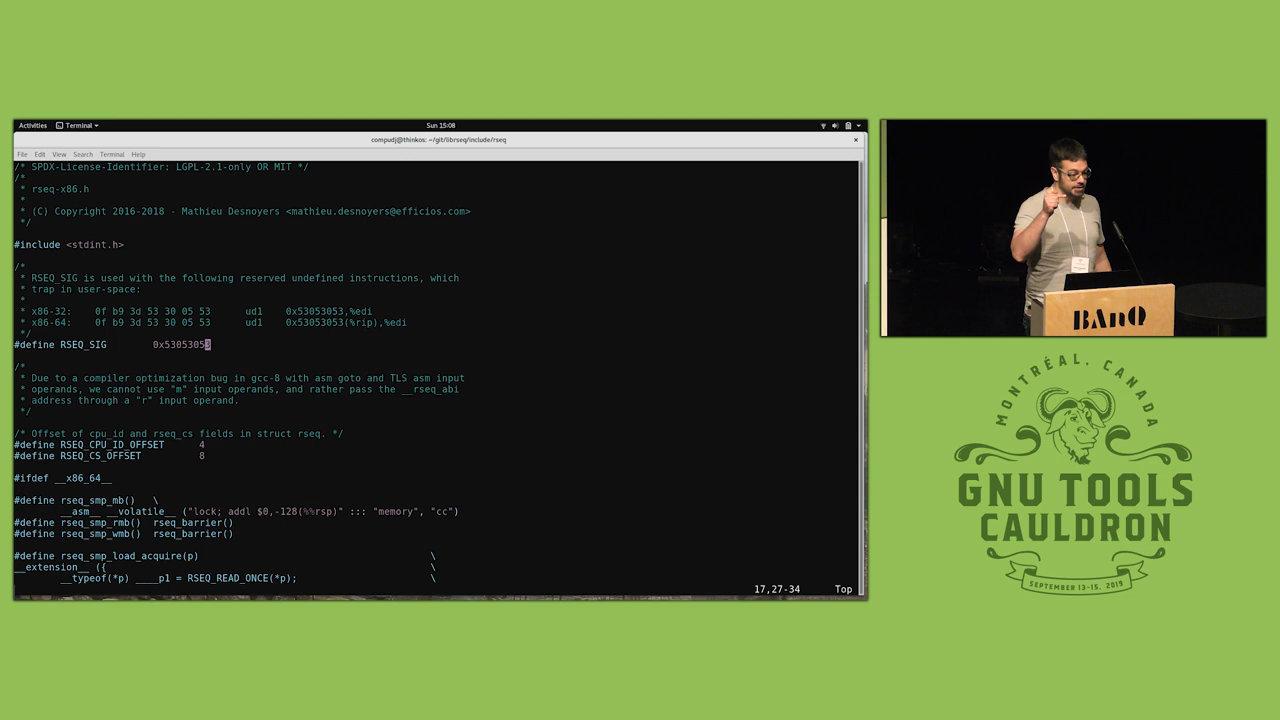 Activities Terminal Sun 15:08
compudj@thinkos: ~/git/librseq/include/rseq
File Edit View Search Terminal Help
/* SPDX-License-Identifier: LGPL-2.1-only OR MIT */
/*
 * rseq-x86.h
 *
 * (C) Copyright 2016-2018 - Mathieu Desnoyers <mathieu.desnoyers@efficios.com>
 */
#include <stdint.h>
/*
 * RSEQ_SIG is used with the following reserved undefined instructions, which
 * trap in user-space:
 *
 * x86-32:    0f b9 3d 53 30 05 53      ud1    0x53053053,%edi
 * x86-64:    0f b9 3d 53 30 05 53      ud1    0x53053053(%rip),%edi
 */
#define RSEQ_SIG        0x53053053
/*
 * Due to a compiler optimization bug in gcc-8 with asm goto and TLS asm input
 * operands, we cannot use "m" input operands, and rather pass the __rseq_abi
 * address through a "r" input operand.
 */
/* Offset of cpu_id and rseq_cs fields in struct rseq. */
#define RSEQ_CPU_ID_OFFSET      4
#define RSEQ_CS_OFFSET          8
#ifdef __x86_64__
#define rseq_smp_mb()   \
        __asm__ __volatile__ ("lock; addl $0,-128(%%rsp)" ::: "memory", "cc")
#define rseq_smp_rmb()  rseq_barrier()
#define rseq_smp_wmb()  rseq_barrier()
#define rseq_smp_load_acquire(p)                                        \
__extension__ ({                                                        \
        __typeof(*p) ____p1 = RSEQ_READ_ONCE(*p);                       \
17,27-34      Top
BAnQ
MONTRÉAL, CANADA
GNU TOOLS
CAULDRON
SEPTEMBER 13-15, 2019